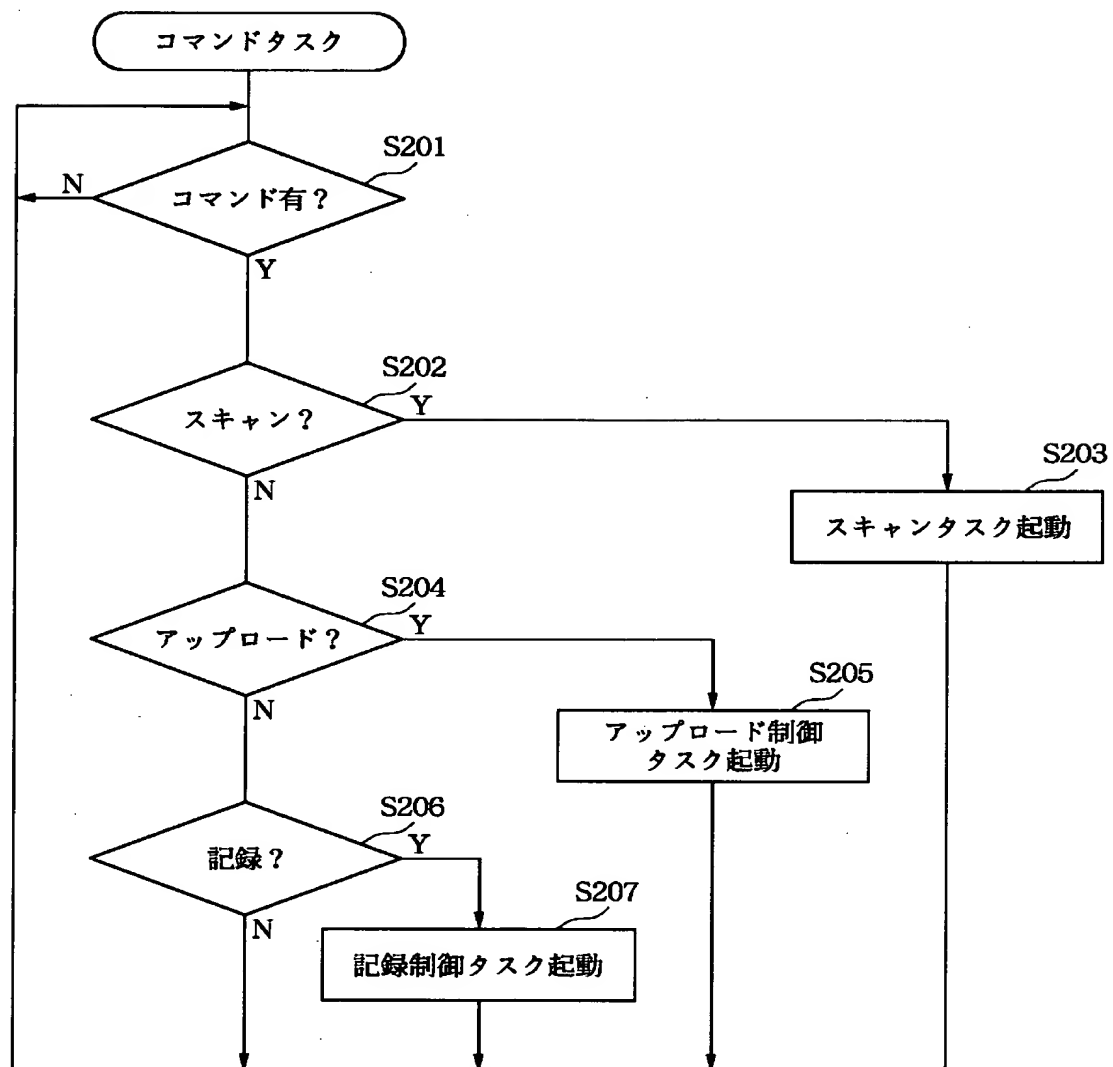 コマンドタスク
S201
N
コマンド有？
Y
S202
スキャン？
Y
N
S203
スキャンタスク起動
S204
アップロード？
Y
N
S205
アップロード制御
タスク起動
S206
記録？
Y
N
S207
記録制御タスク起動